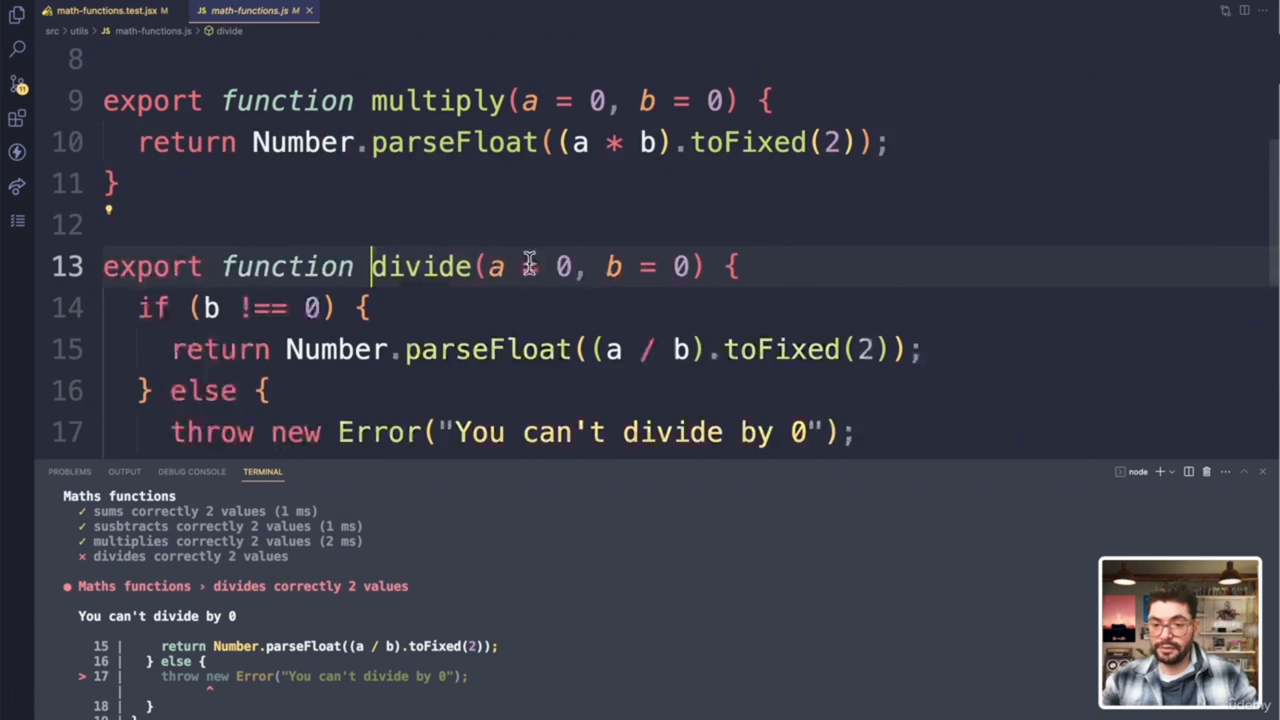 math-functions.test.jsx M
JS math-functions.js M
src > utils > JS math-functions.js > divide
8
9 export function multiply(a = 0, b = 0) {
10 return Number.parseFloat((a * b).toFixed(2));
11 }
12
13 export function divide(a = 0, b = 0) {
14 if (b !== 0) {
15 return Number.parseFloat((a / b).toFixed(2));
16 } else {
17 throw new Error("You can't divide by 0");
11
PROBLEMS OUTPUT DEBUG CONSOLE TERMINAL
node
Maths functions
✓ sums correctly 2 values (1 ms)
✓ susbtracts correctly 2 values (1 ms)
✓ multiplies correctly 2 values (2 ms)
✕ divides correctly 2 values
● Maths functions › divides correctly 2 values
You can't divide by 0
15 | return Number.parseFloat((a / b).toFixed(2));
16 | } else {
> 17 | throw new Error("You can't divide by 0");
| ^
18 | }
19 | }
udemy